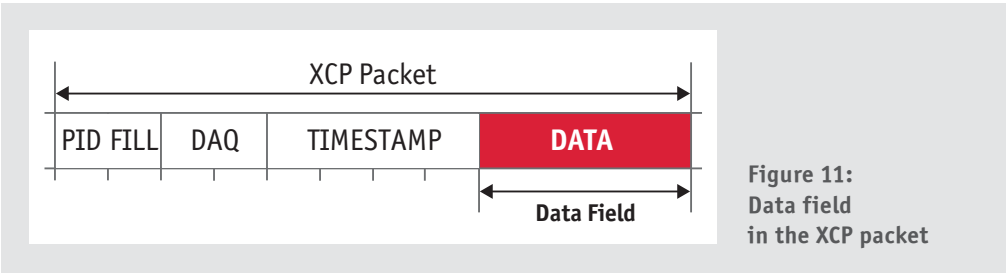 XCP Packet
PID FILL DAQ TIMESTAMP DATA
Data Field
Figure 11:
Data field
in the XCP packet